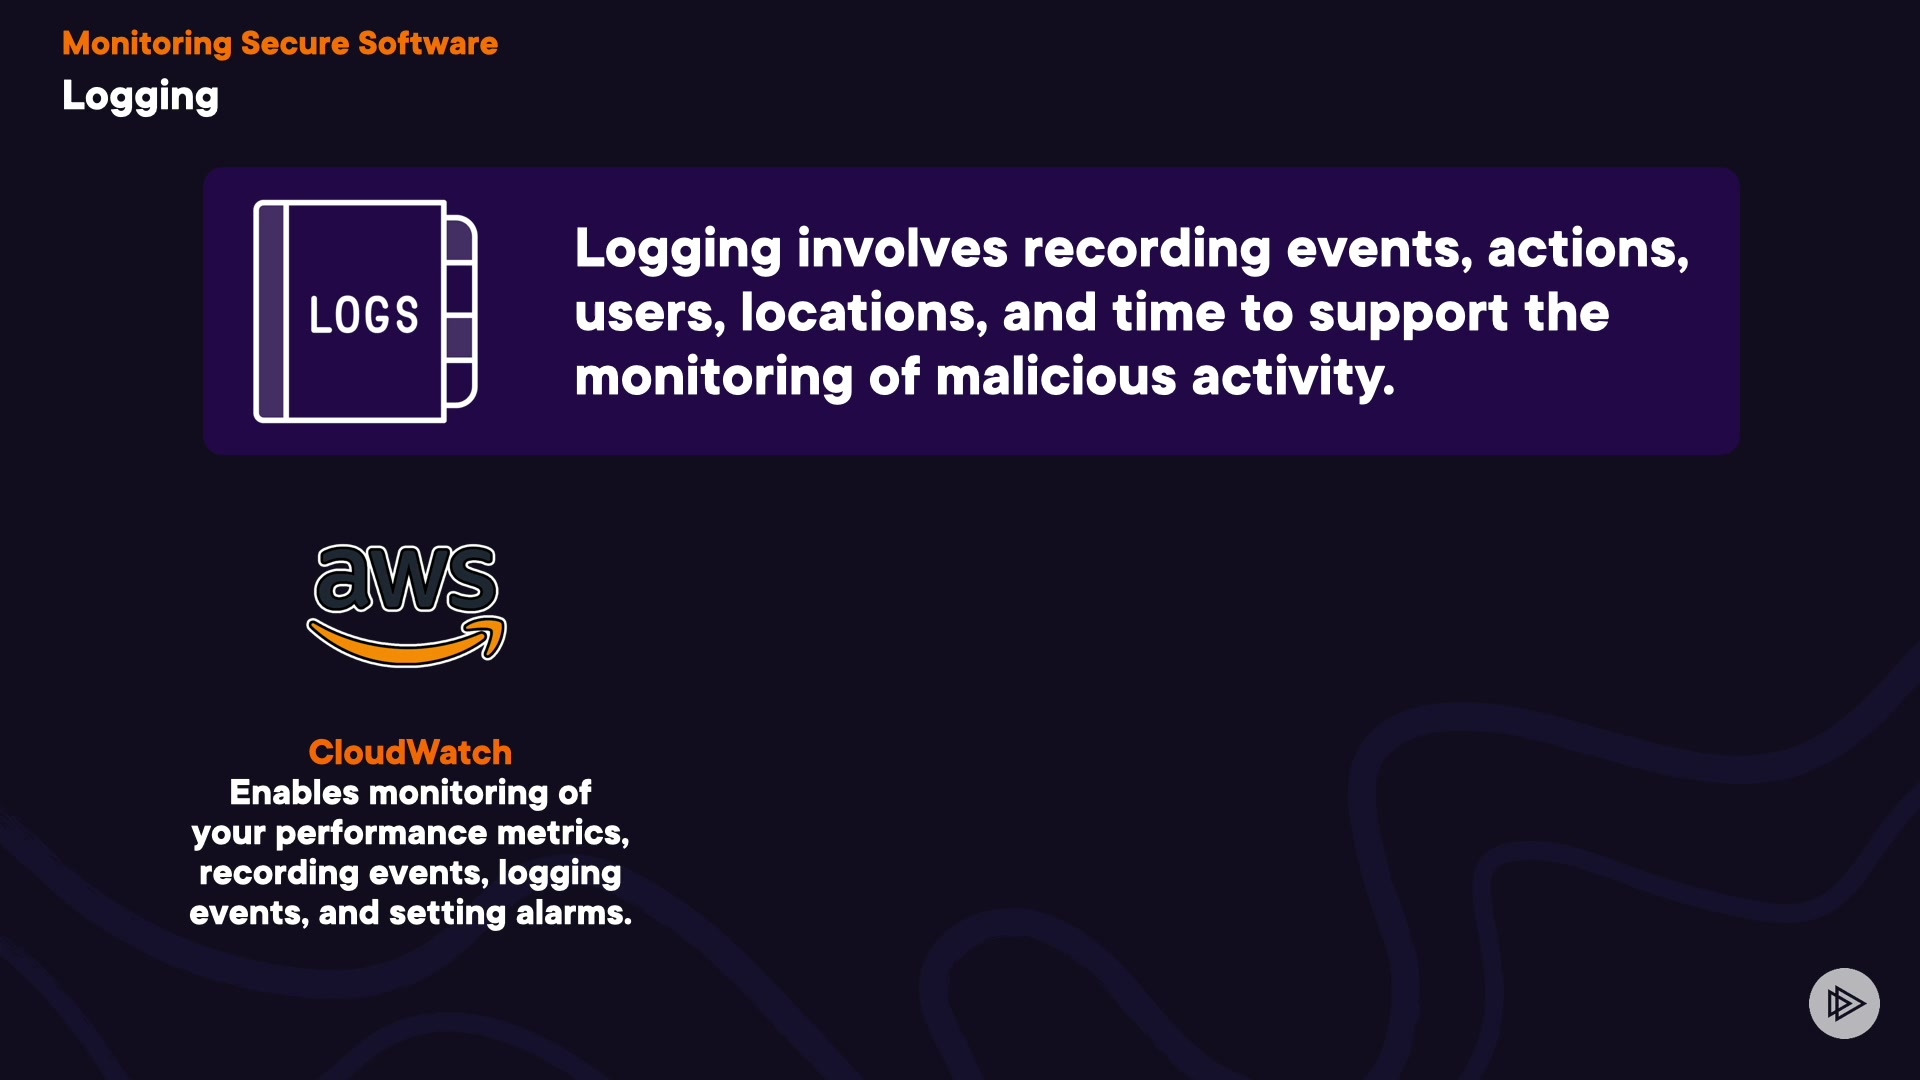 Monitoring Secure Software
Logging
LOGS
Logging involves recording events, actions,
users, locations, and time to support the
monitoring of malicious activity.
aws
CloudWatch
Enables monitoring of
your performance metrics,
recording events, logging
events, and setting alarms.